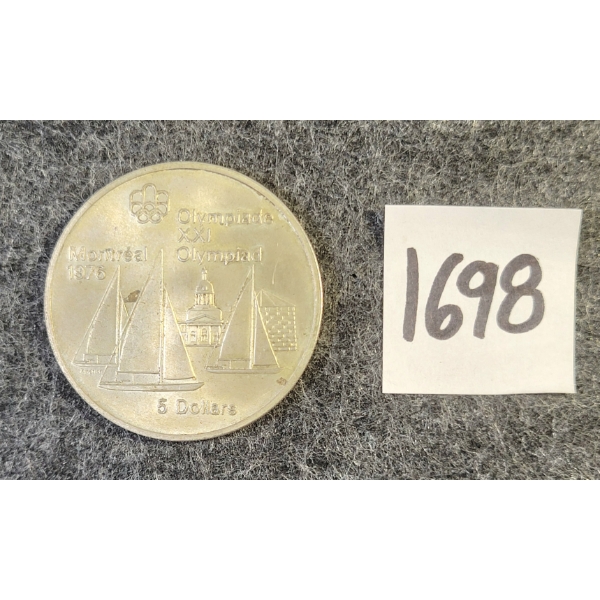 Olympiade
XXI
Montréal Olympiad
1976
5 Dollars
1698